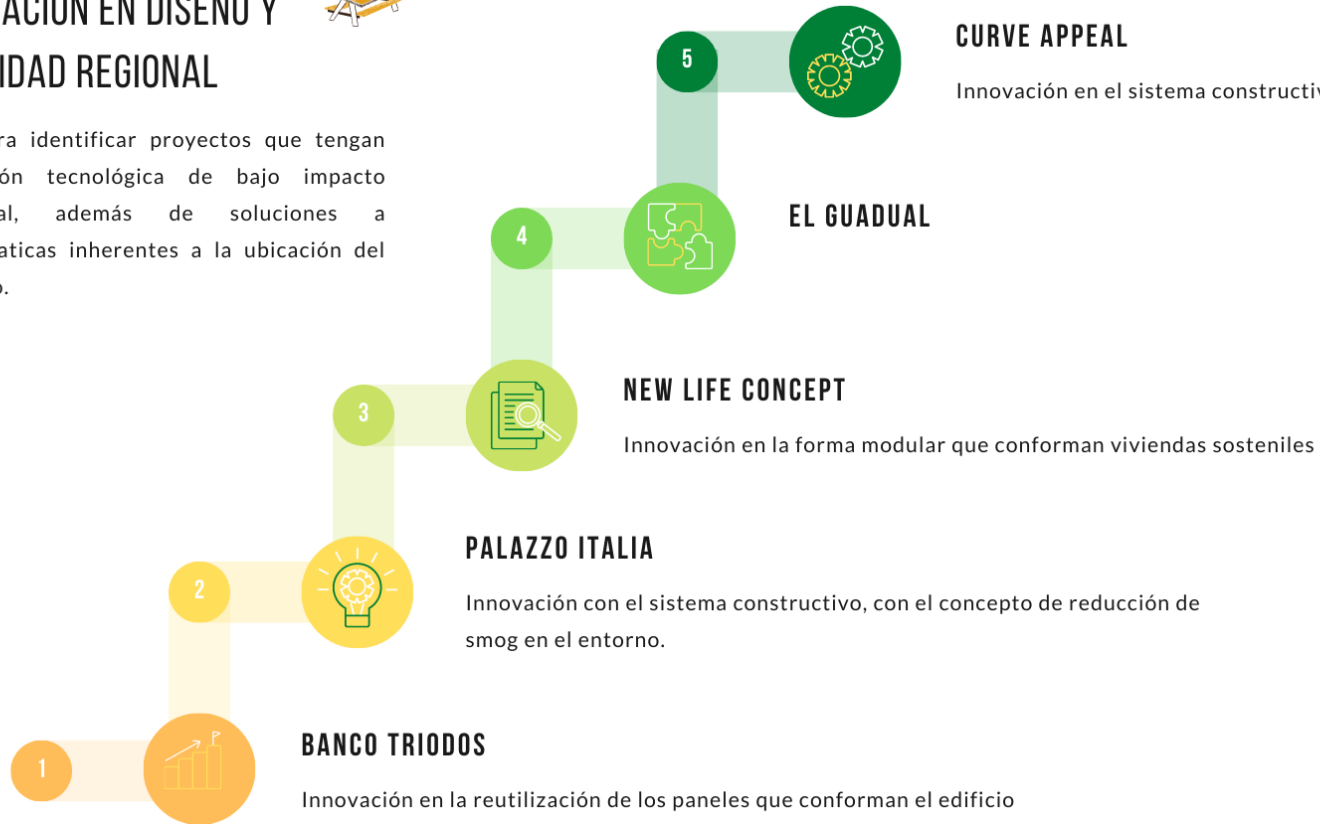 ACIÓN EN DISEÑO Y
IDAD REGIONAL
ra identificar proyectos que tengan
ón tecnológica de bajo impacto
al, además de soluciones a
aticas inherentes a la ubicación del
o.
5
CURVE APPEAL
Innovación en el sistema constructiv
4
EL GUADUAL
3
NEW LIFE CONCEPT
Innovación en la forma modular que conforman viviendas sosteniles
2
PALAZZO ITALIA
Innovación con el sistema constructivo, con el concepto de reducción de
smog en el entorno.
1
BANCO TRIODOS
Innovación en la reutilización de los paneles que conforman el edificio